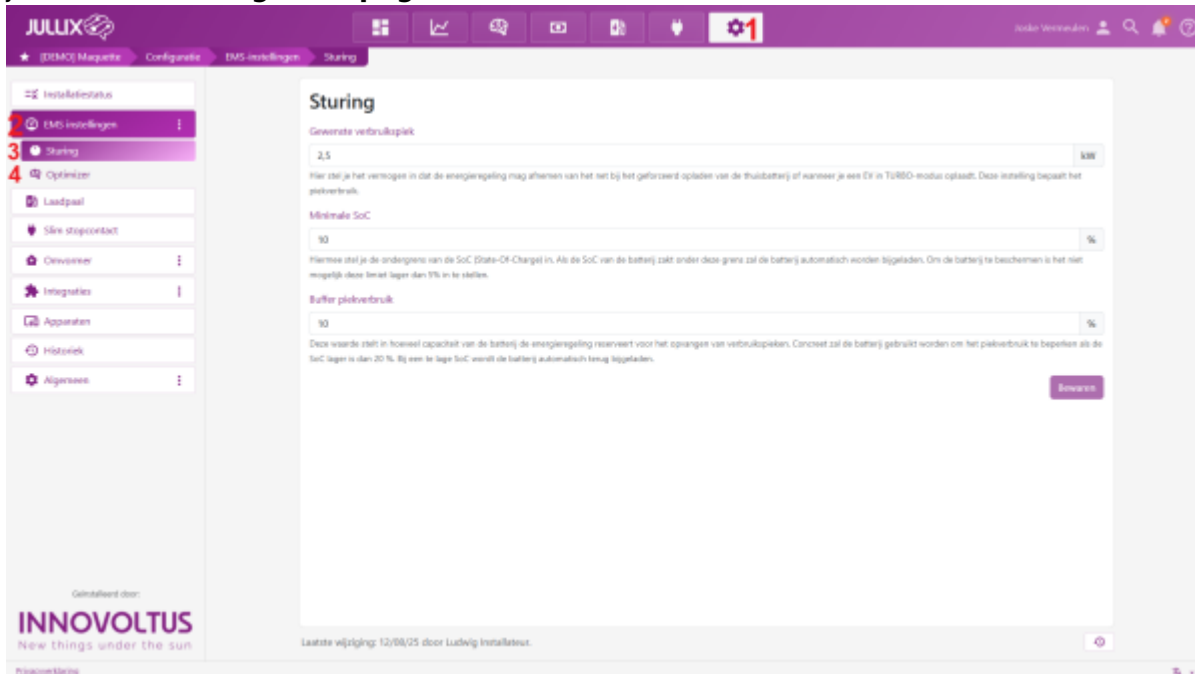 JULLIX
1
Joske Vermeulen
[DEMO] Maquette
Configuratie
EMS-instellingen
Sturing
Installatiestatus
2 EMS instellingen
3 Sturing
4 Optimizer
Laadpaal
Slim stopcontact
Omvormer
Integraties
Apparaten
Historiek
Algemeen
Geïnstalleerd door:
INNOVOLTUS
New things under the sun
Privacyverklaring
Sturing
Gewenste verbruikspiek
2,5 kW
Hier stel je het vermogen in dat de energieregeling mag afnemen van het net bij het geforceerd opladen van de thuisbatterij of wanneer je een EV in TURBO-modus oplaadt. Deze instelling bepaalt het
piekverbruik.
Minimale SoC
10 %
Hiermee stel je de ondergrens van de SoC (State-Of-Charge) in. Als de SoC van de batterij zakt onder deze grens zal de batterij automatisch worden bijgeladen. Om de batterij te beschermen is het niet
mogelijk deze limiet lager dan 5% in te stellen.
Buffer piekverbruik
10 %
Deze waarde stelt in hoeveel capaciteit van de batterij de energieregeling reserveert voor het opvangen van verbruikspieken. Concreet zal de batterij gebruikt worden om het piekverbruik te beperken als de
SoC lager is dan 20 %. Bij een te lage SoC wordt de batterij automatisch terug bijgeladen.
Bewaren
Laatste wijziging: 12/08/25 door Ludwig Installateur.